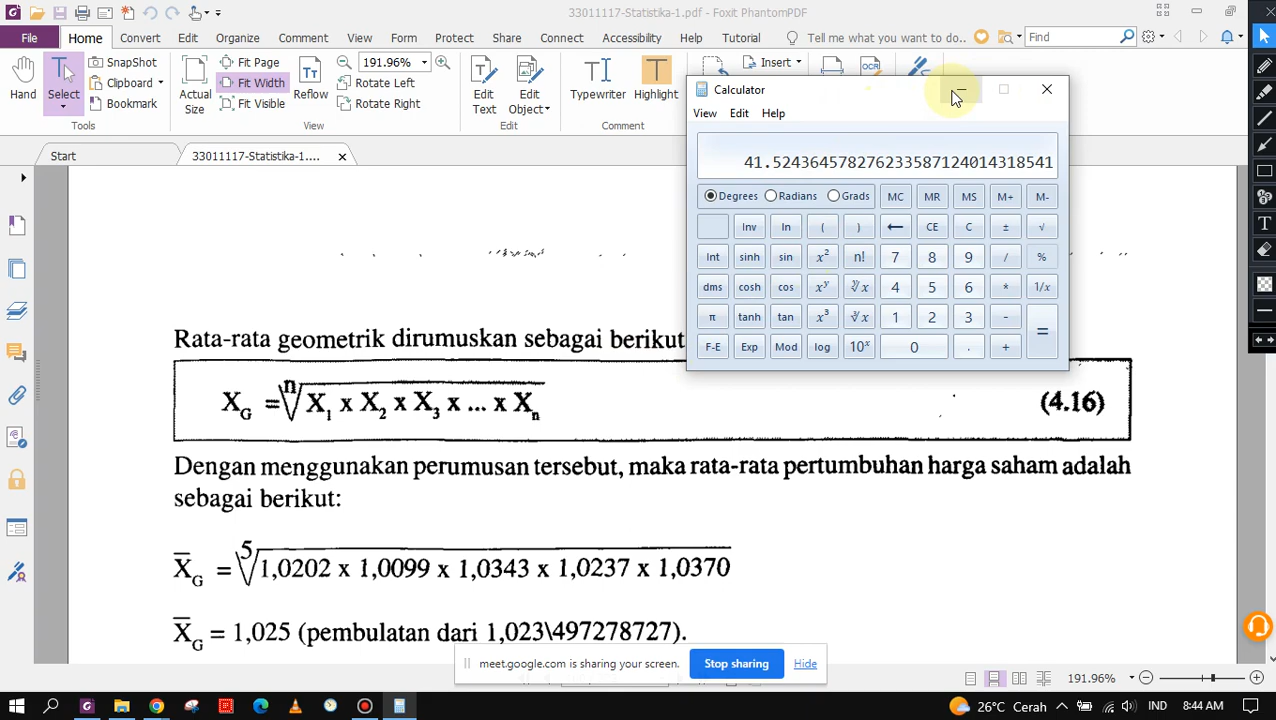 33011117-Statistika-1.pdf - Foxit PhantomPDF
File Home Convert Edit Organize Comment View Form Protect Share Connect Accessibility Help Tutorial Tell me what you want to do.. Find
Hand
Select
SnapShot
Clipboard
Bookmark
Tools
Actual
Size
Fit Page
Fit Width
Fit Visible
Reflow
191.96%
Rotate Left
Rotate Right
View
Edit
Text
Edit
Object
Edit
Typewriter
Highlight
Comment
Insert
Start
33011117-Statistika-1....
Calculator
View Edit Help
41.524364578276233587124014318541
Degrees Radians Grads MC MR MS M+ M-
Inv ln ( ) ← CE C ± √
Int sinh sin x² n! 7 8 9 / %
dms cosh cos xʸ ʸ√x 4 5 6 * 1/x
π tanh tan x³ ³√x 1 2 3 - =
F-E Exp Mod log 10ˣ 0 . +
Rata-rata geometrik dirumuskan sebagai berikut
X_G = ⁿ√X₁ x X₂ x X₃ x ... x Xₙ (4.16)
Dengan menggunakan perumusan tersebut, maka rata-rata pertumbuhan harga saham adalah
sebagai berikut:
X̅_G = ⁵√1,0202 x 1,0099 x 1,0343 x 1,0237 x 1,0370
X̅_G = 1,025 (pembulatan dari 1,023\497278727).
meet.google.com is sharing your screen. Stop sharing Hide
191.96%
26°C Cerah IND 8:44 AM